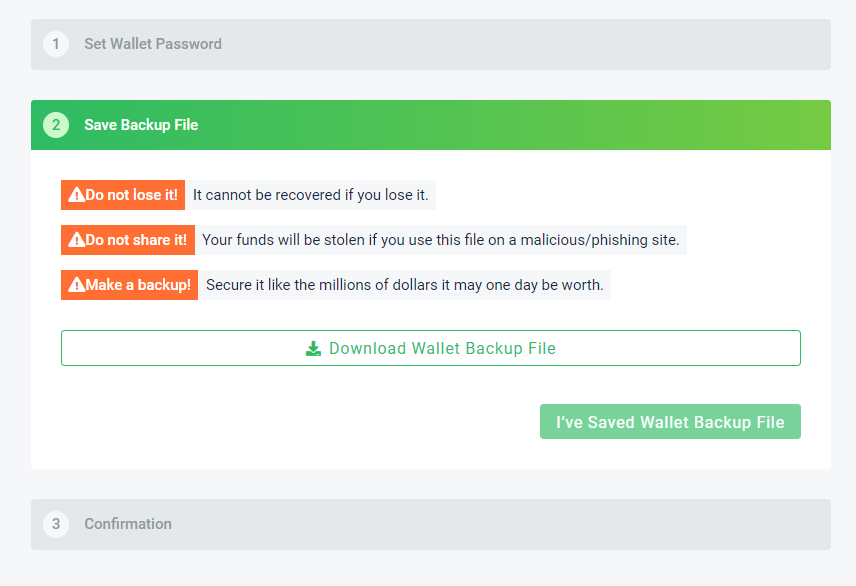 1 Set Wallet Password
2 Save Backup File
Do not lose it! It cannot be recovered if you lose it.
Do not share it! Your funds will be stolen if you use this file on a malicious/phishing site.
Make a backup! Secure it like the millions of dollars it may one day be worth.
Download Wallet Backup File
I've Saved Wallet Backup File
3 Confirmation